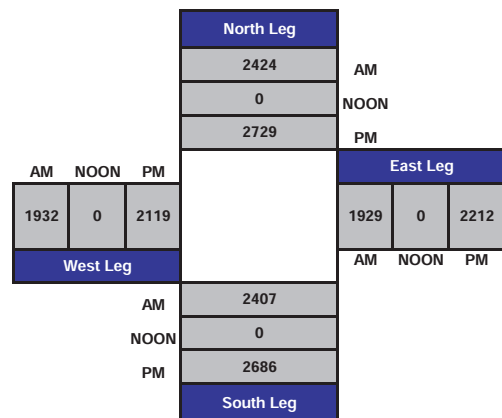 North Leg
2424 AM
0 NOON
2729 PM
AM NOON PM East Leg
1932 0 2119 1929 0 2212
West Leg AM NOON PM
AM 2407
NOON 0
PM 2686
South Leg